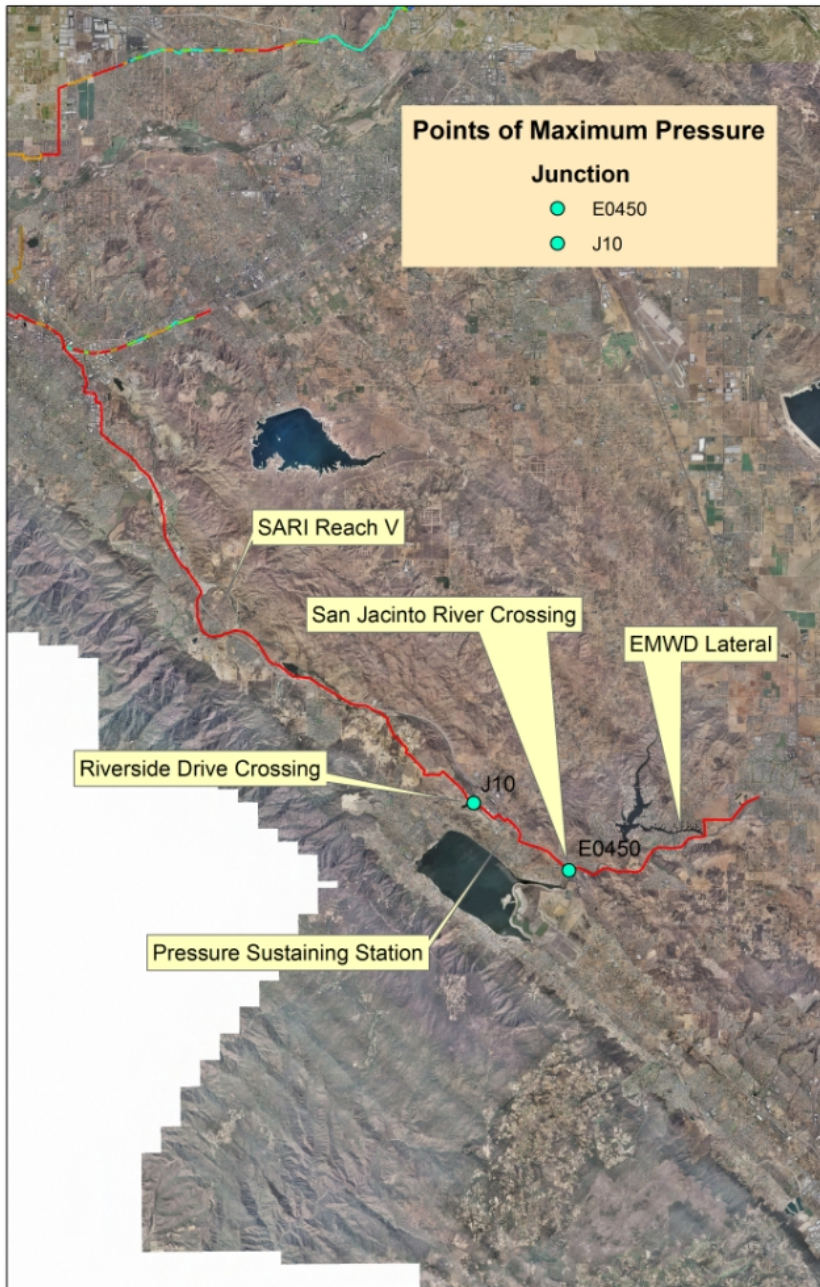 Points of Maximum Pressure
Junction
E0450
J10
SARI Reach V
San Jacinto River Crossing
EMWD Lateral
Riverside Drive Crossing
J10
E0450
Pressure Sustaining Station